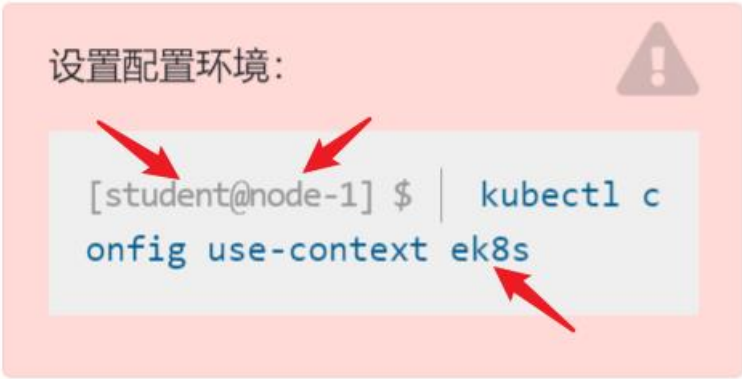 设置配置环境：
[student@node-1] $ | kubectl c
onfig use-context ek8s